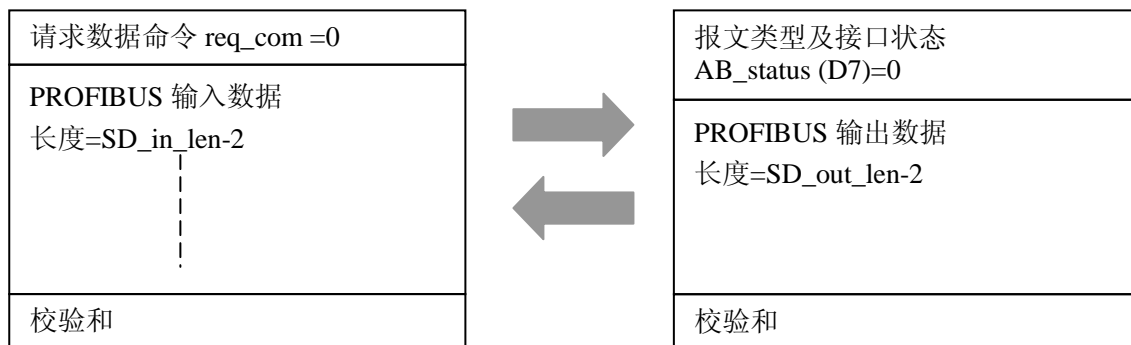 请求数据命令 req_com =0
PROFIBUS 输入数据
长度=SD_in_len-2
校验和
报文类型及接口状态
AB_status (D7)=0
PROFIBUS 输出数据
长度=SD_out_len-2
校验和